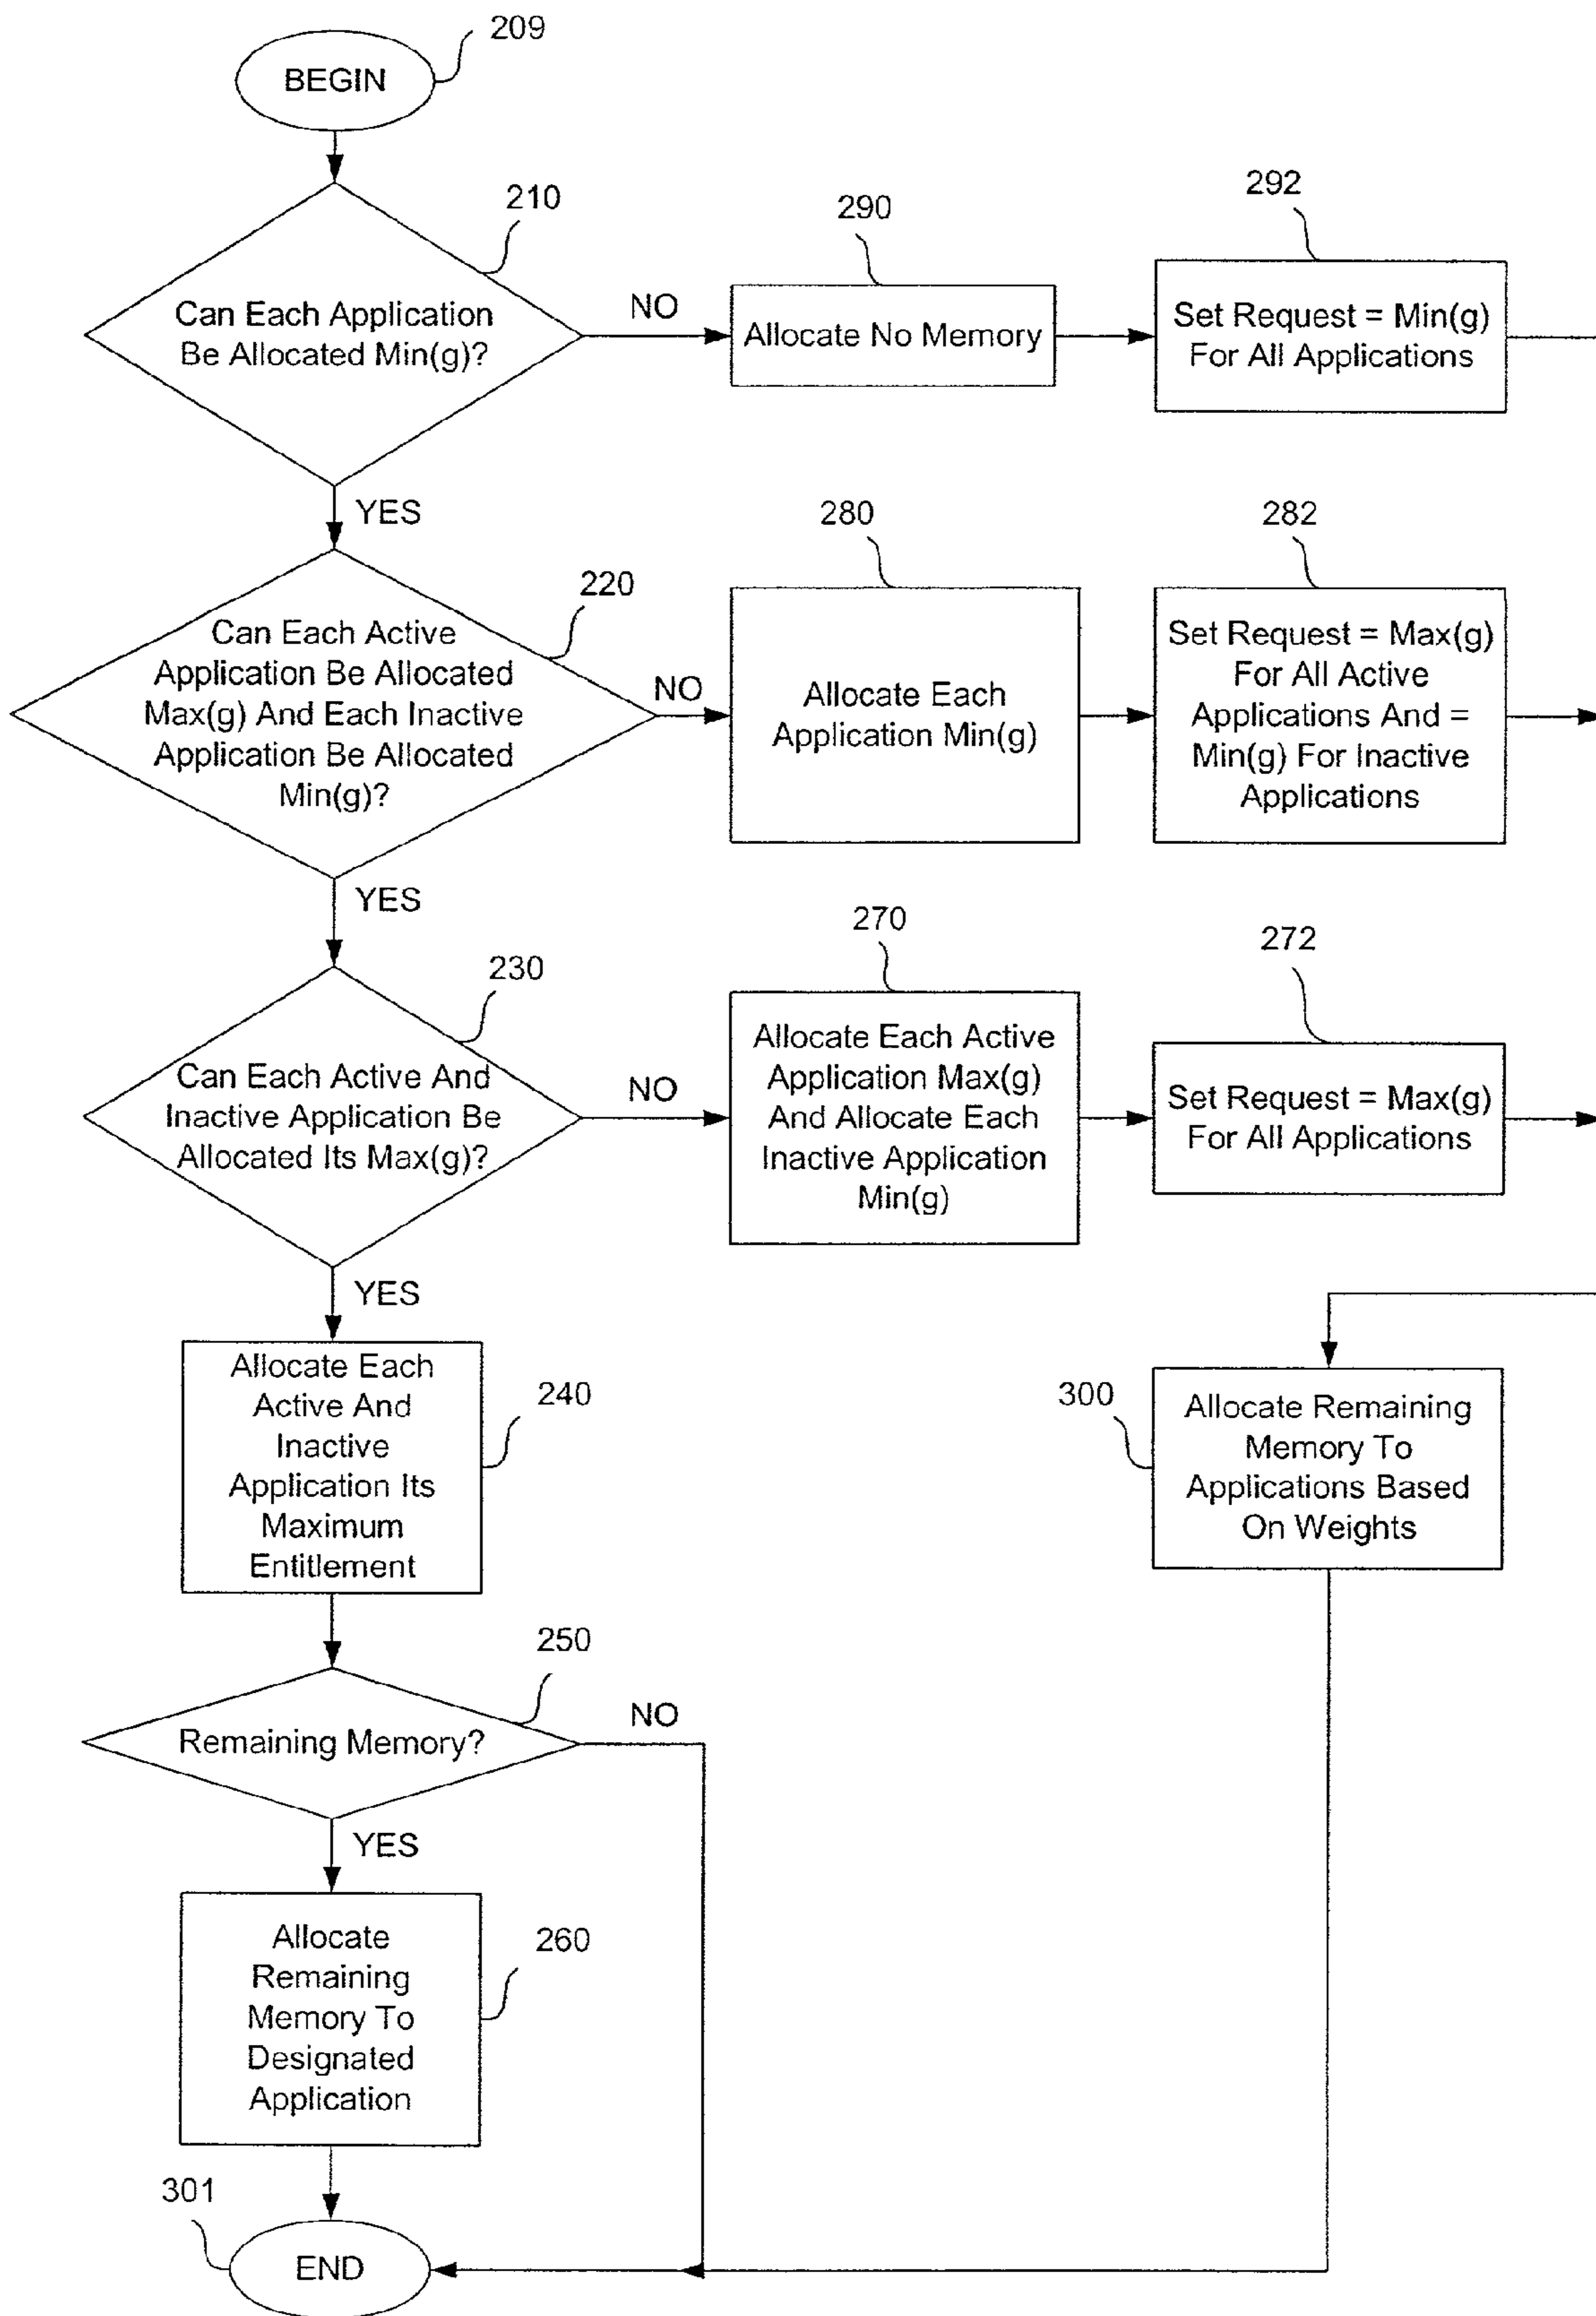 209
BEGIN
210
290
292
Can Each Application
Be Allocated Min(g)?
NO
Allocate No Memory
Set Request = Min(g)
For All Applications
YES
220
280
282
Can Each Active
Application Be Allocated
Max(g) And Each Inactive
Application Be Allocated
Min(g)?
NO
Allocate Each
Application Min(g)
Set Request = Max(g)
For All Active
Applications And =
Min(g) For Inactive
Applications
YES
230
270
272
Can Each Active And
Inactive Application Be
Allocated Its Max(g)?
NO
Allocate Each Active
Application Max(g)
And Allocate Each
Inactive Application
Min(g)
Set Request = Max(g)
For All Applications
YES
Allocate Each
Active And
Inactive
Application Its
Maximum
Entitlement
240
300
Allocate Remaining
Memory To
Applications Based
On Weights
250
Remaining Memory?
NO
YES
Allocate
Remaining
Memory To
Designated
Application
260
301
END